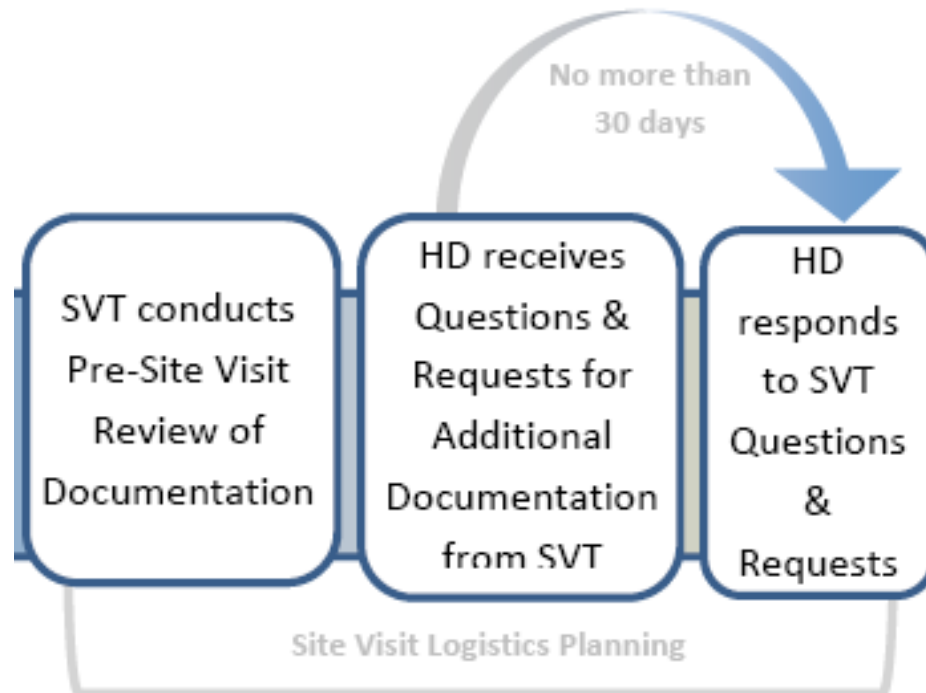 No more than
30 days
SVT conducts
Pre-Site Visit
Review of
Documentation
HD receives
Questions &
Requests for
Additional
Documentation
from SVT
HD
responds
to SVT
Questions
&
Requests
Site Visit Logistics Planning